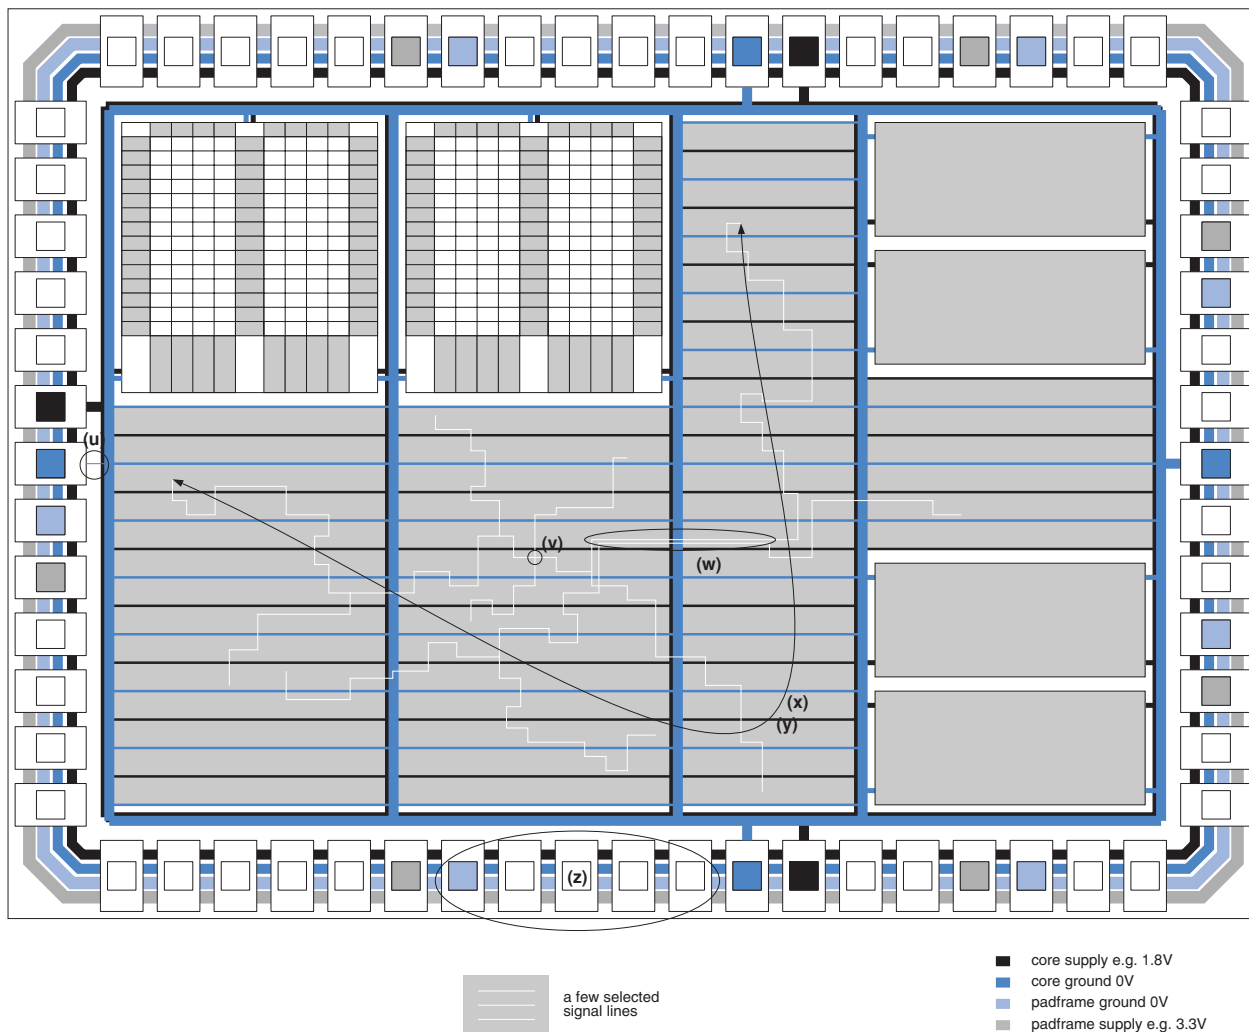 (u)
(v)
(w)
(x)
(y)
(z)
a few selected
signal lines
core supply e.g. 1.8V
core ground 0V
padframe ground 0V
padframe supply e.g. 3.3V